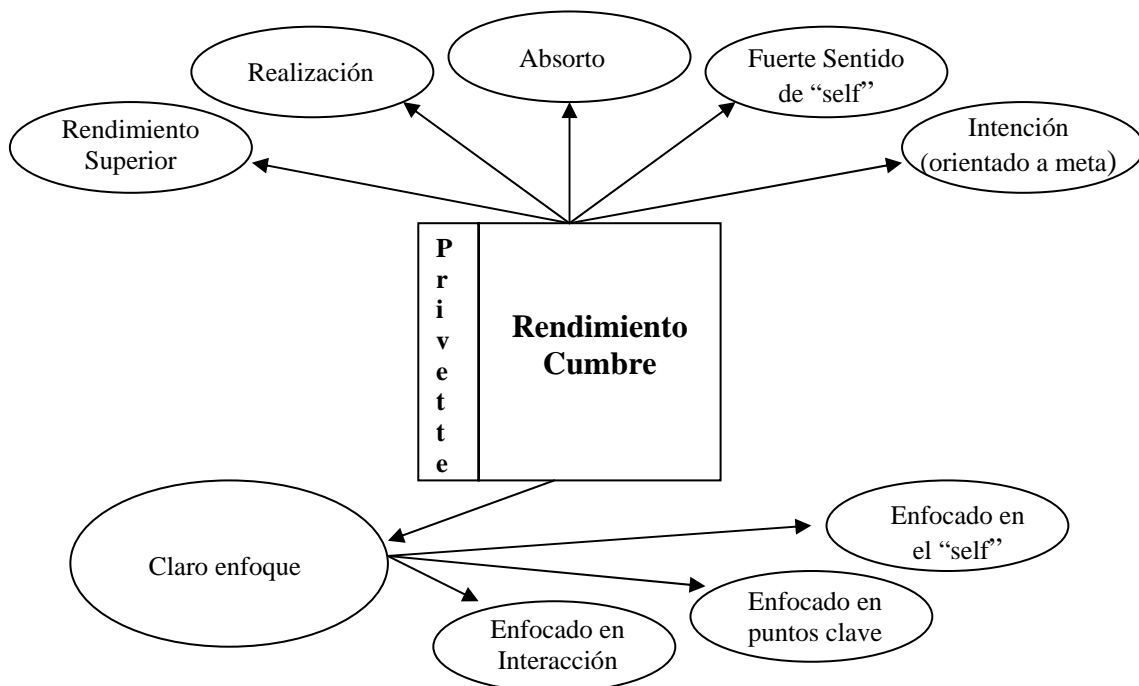 Realización
Absorto
Fuerte Sentido
de “self”
Rendimiento
Superior
Intención
(orientado a meta)
Privette
Rendimiento
Cumbre
Claro enfoque
Enfocado en
el “self”
Enfocado en
puntos clave
Enfocado en
Interacción